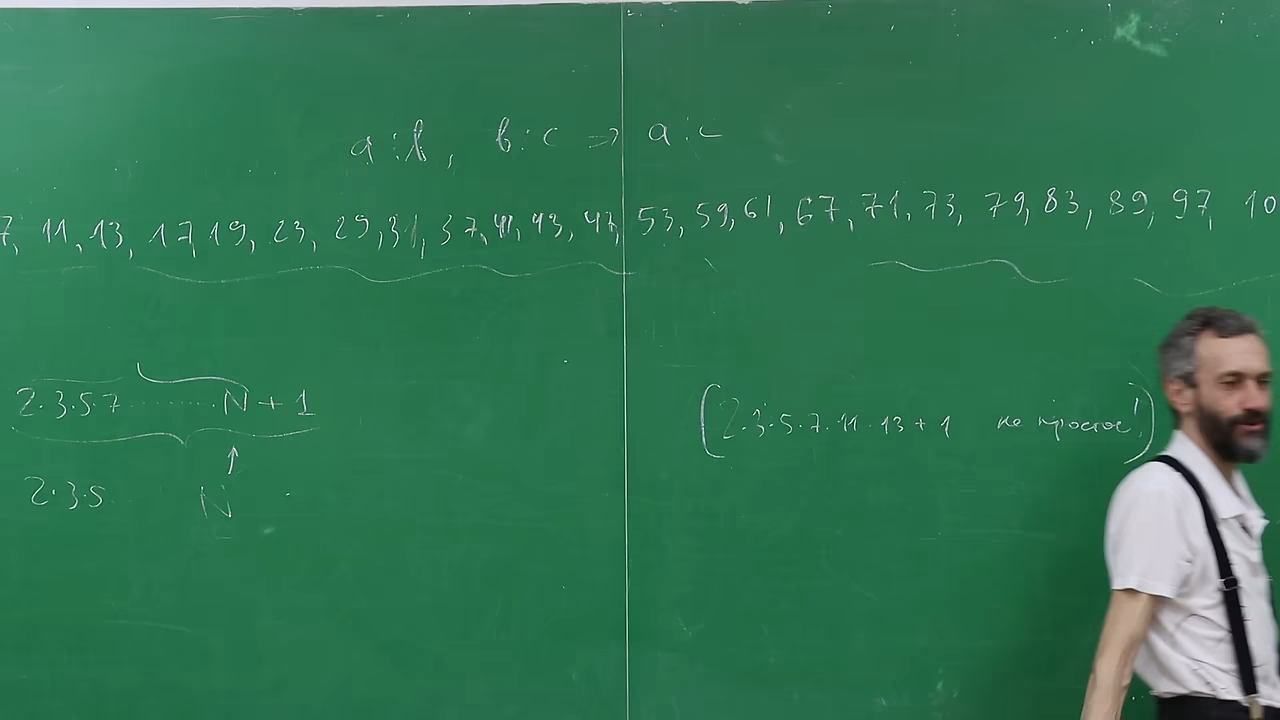 a ⋮ b, b ⋮ c ⇒ a ⋮ c
7, 11, 13, 17, 19, 23, 29, 31, 37, 41, 43, 47, 53, 59, 61, 67, 71, 73, 79, 83, 89, 97, 10
2·3·5·7........N + 1
(2·3·5·7·11·13 + 1 не простое!)
2·3·5 N